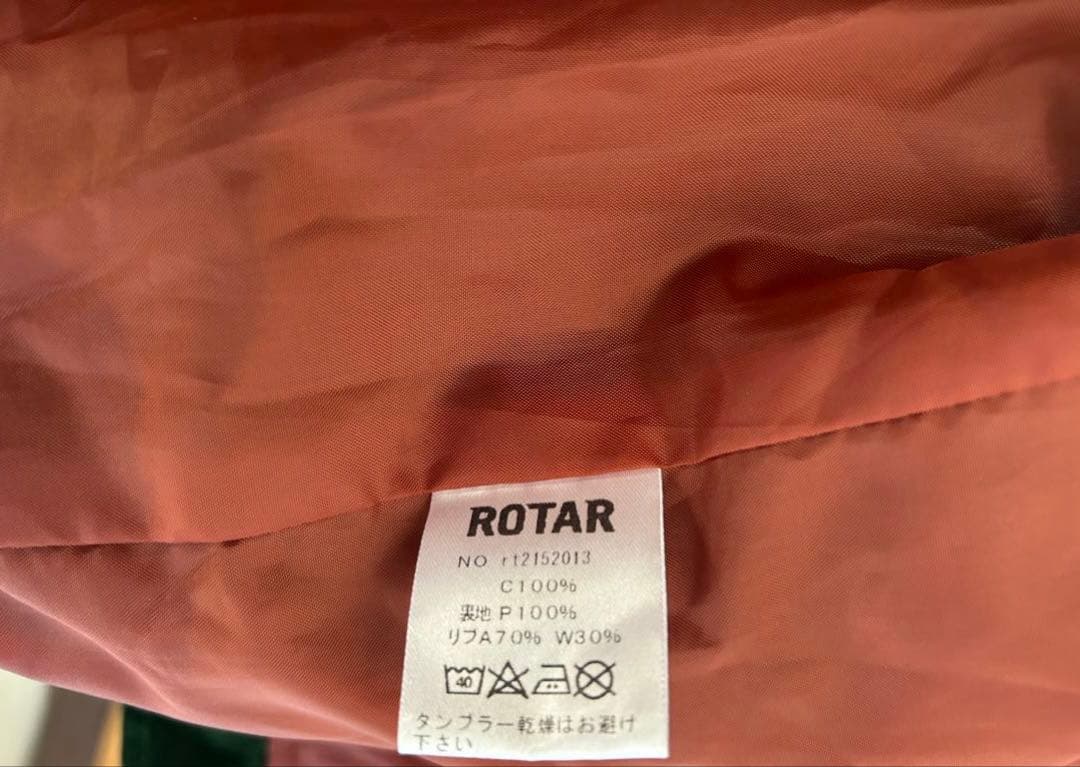 ROTAR
NO rt2152013
C100%
裏地 P100%
リブA70% W30%
40
タンブラー乾燥はお避け
下さい